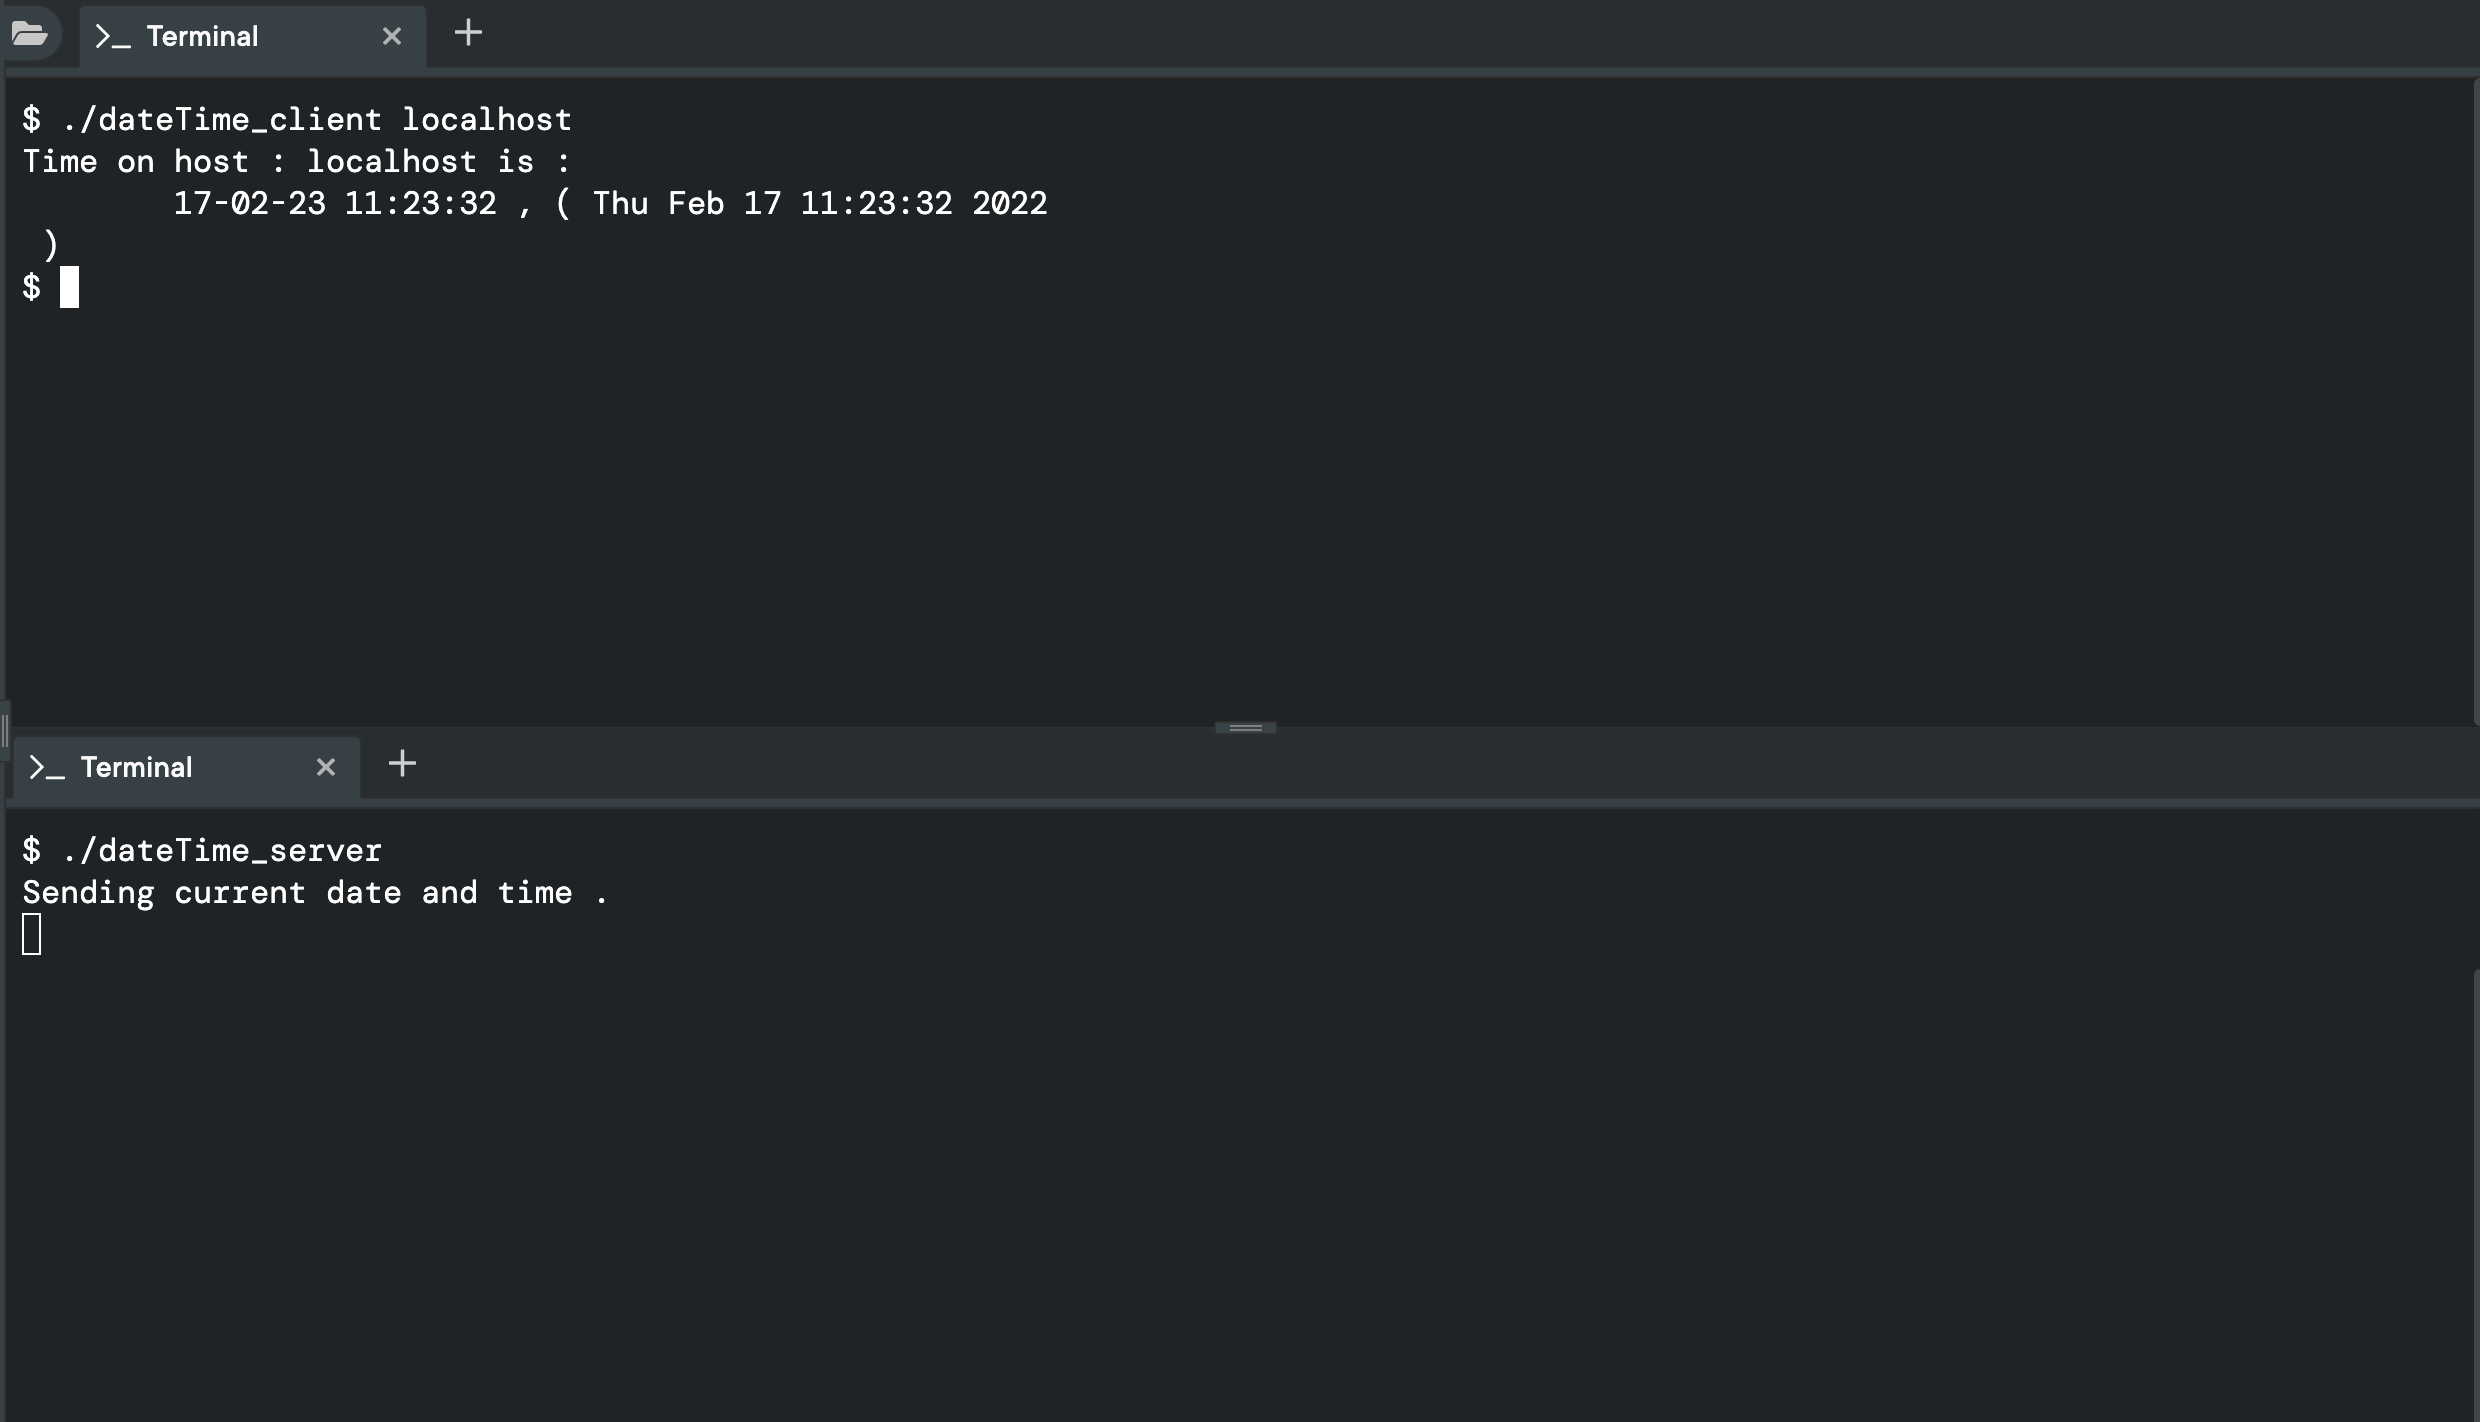 Terminal
$ ./dateTime_client localhost
Time on host : localhost is :
        17-02-23 11:23:32 , ( Thu Feb 17 11:23:32 2022
 )
$
Terminal
$ ./dateTime_server
Sending current date and time .